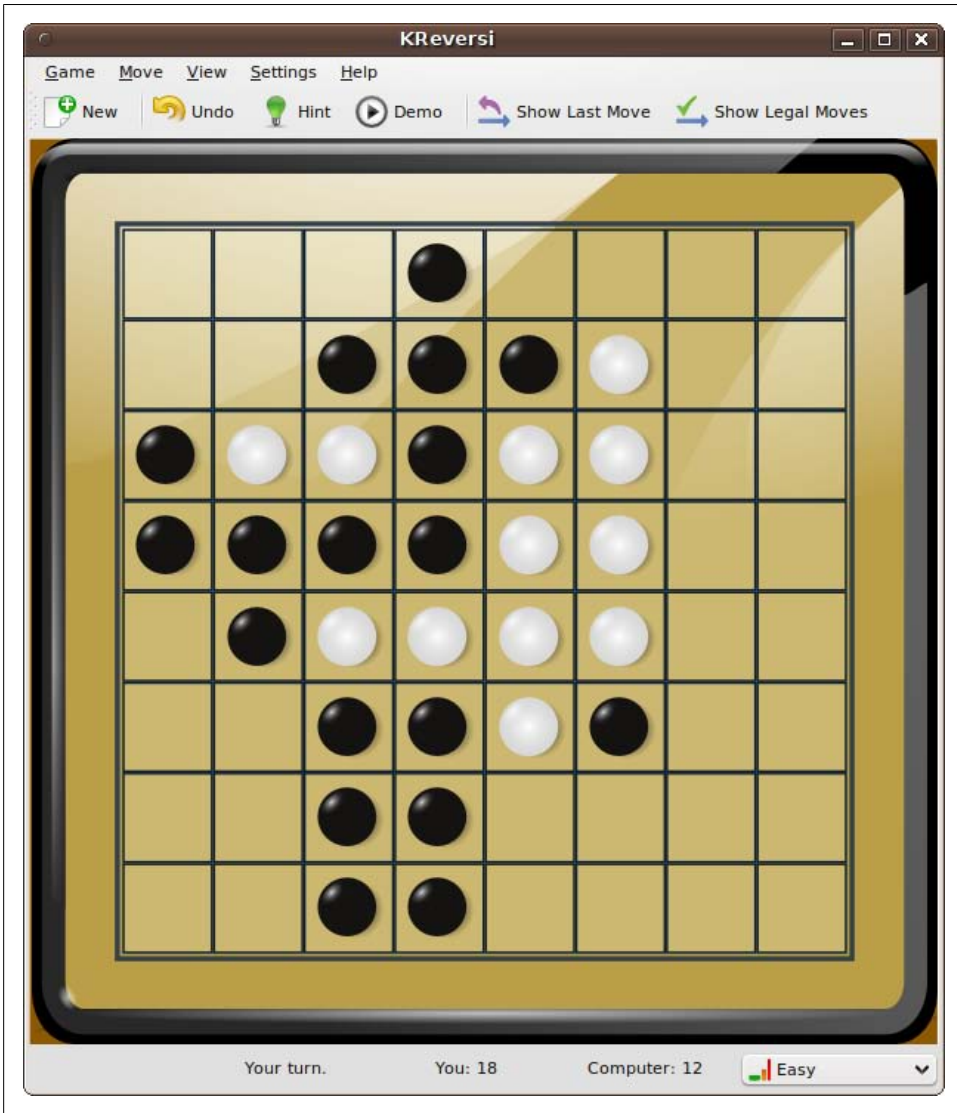 KReversi
Game Move View Settings Help
New Undo Hint Demo Show Last Move Show Legal Moves
Your turn. You: 18 Computer: 12 Easy